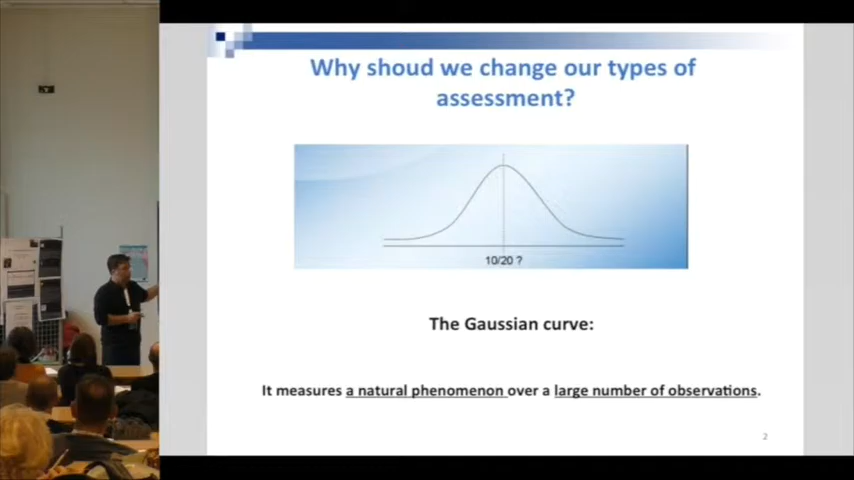 Why shoud we change our types of
assessment?
10/20 ?
The Gaussian curve:
It measures a natural phenomenon over a large number of observations.
2